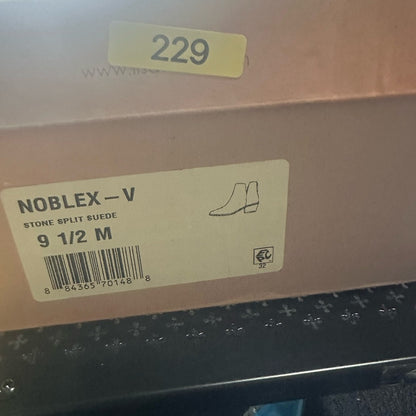 229
NOBLEX-V
STONE SPLIT SUEDE
9 1/2 M
8 84365 70148 8
32